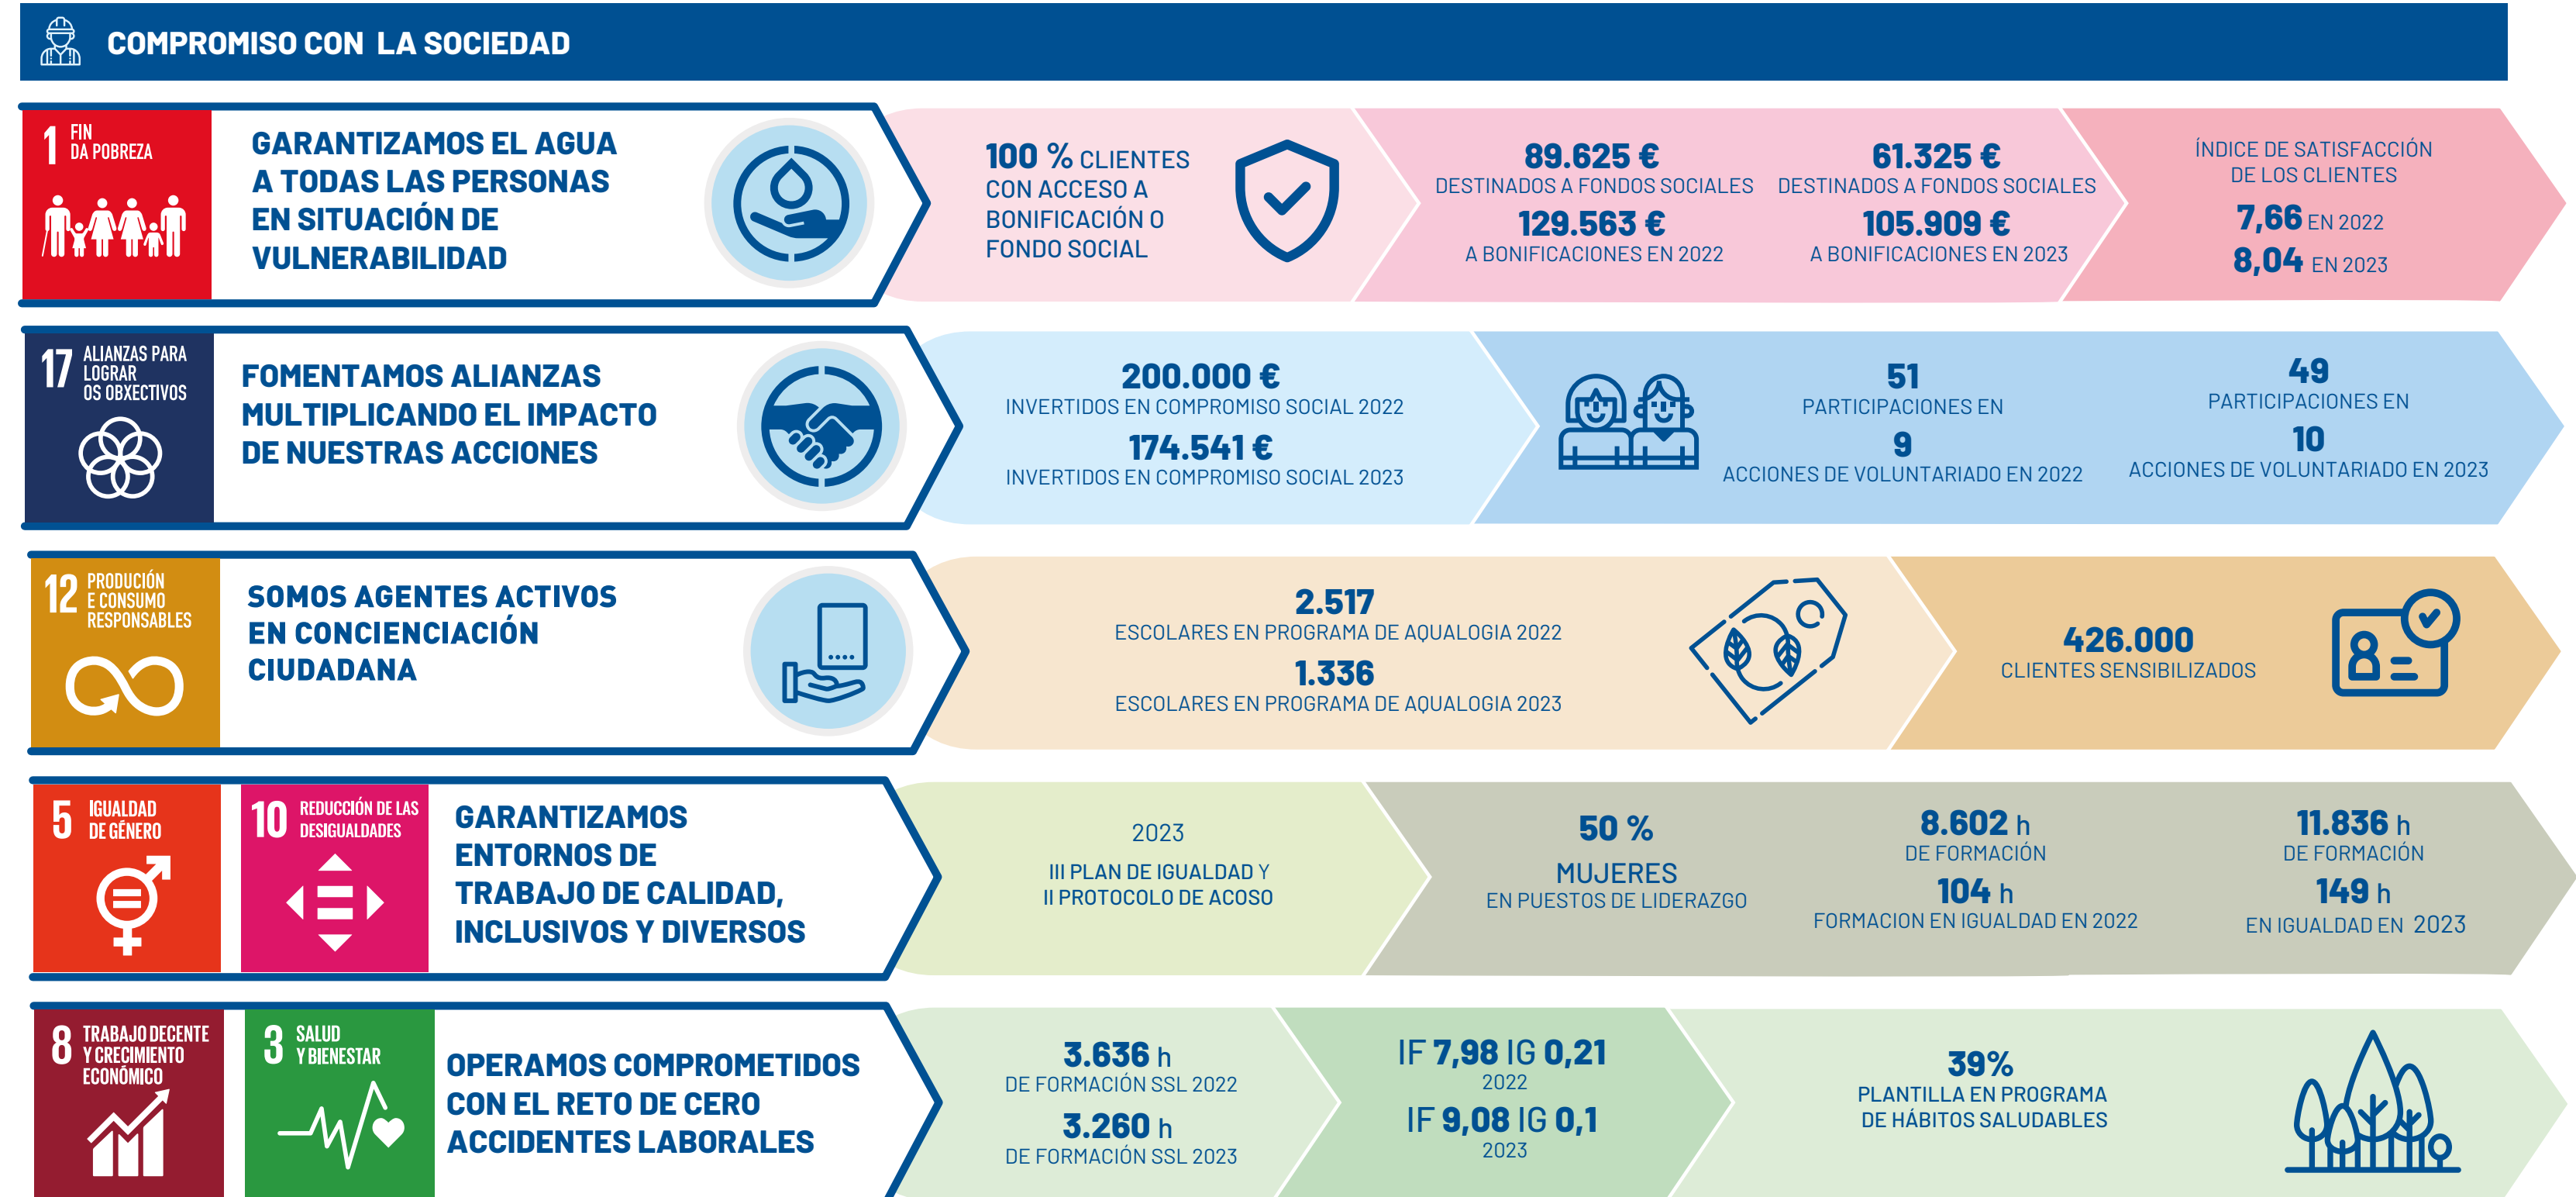 COMPROMISO CON LA SOCIEDAD
1 FIN
DA POBREZA
GARANTIZAMOS EL AGUA
A TODAS LAS PERSONAS
EN SITUACIÓN DE
VULNERABILIDAD
100 % CLIENTES
CON ACCESO A
BONIFICACIÓN O
FONDO SOCIAL
89.625 €
DESTINADOS A FONDOS SOCIALES
129.563 €
A BONIFICACIONES EN 2022
61.325 €
DESTINADOS A FONDOS SOCIALES
105.909 €
A BONIFICACIONES EN 2023
ÍNDICE DE SATISFACCIÓN
DE LOS CLIENTES
7,66 EN 2022
8,04 EN 2023
17 ALIANZAS PARA
LOGRAR
OS OBXECTIVOS
FOMENTAMOS ALIANZAS
MULTIPLICANDO EL IMPACTO
DE NUESTRAS ACCIONES
200.000 €
INVERTIDOS EN COMPROMISO SOCIAL 2022
174.541 €
INVERTIDOS EN COMPROMISO SOCIAL 2023
51
PARTICIPACIONES EN
9
ACCIONES DE VOLUNTARIADO EN 2022
49
PARTICIPACIONES EN
10
ACCIONES DE VOLUNTARIADO EN 2023
12 PRODUCIÓN
E CONSUMO
RESPONSABLES
SOMOS AGENTES ACTIVOS
EN CONCIENCIACIÓN
CIUDADANA
2.517
ESCOLARES EN PROGRAMA DE AQUALOGIA 2022
1.336
ESCOLARES EN PROGRAMA DE AQUALOGIA 2023
426.000
CLIENTES SENSIBILIZADOS
5 IGUALDAD
DE GÉNERO
10 REDUCCIÓN DE LAS
DESIGUALDADES
GARANTIZAMOS
ENTORNOS DE
TRABAJO DE CALIDAD,
INCLUSIVOS Y DIVERSOS
2023
III PLAN DE IGUALDAD Y
II PROTOCOLO DE ACOSO
50 %
MUJERES
EN PUESTOS DE LIDERAZGO
8.602 h
DE FORMACIÓN
104 h
FORMACION EN IGUALDAD EN 2022
11.836 h
DE FORMACIÓN
149 h
EN IGUALDAD EN 2023
8 TRABAJO DECENTE
Y CRECIMIENTO
ECONÓMICO
3 SALUD
Y BIENESTAR
OPERAMOS COMPROMETIDOS
CON EL RETO DE CERO
ACCIDENTES LABORALES
3.636 h
DE FORMACIÓN SSL 2022
3.260 h
DE FORMACIÓN SSL 2023
IF 7,98 IG 0,21
2022
IF 9,08 IG 0,1
2023
39%
PLANTILLA EN PROGRAMA
DE HÁBITOS SALUDABLES